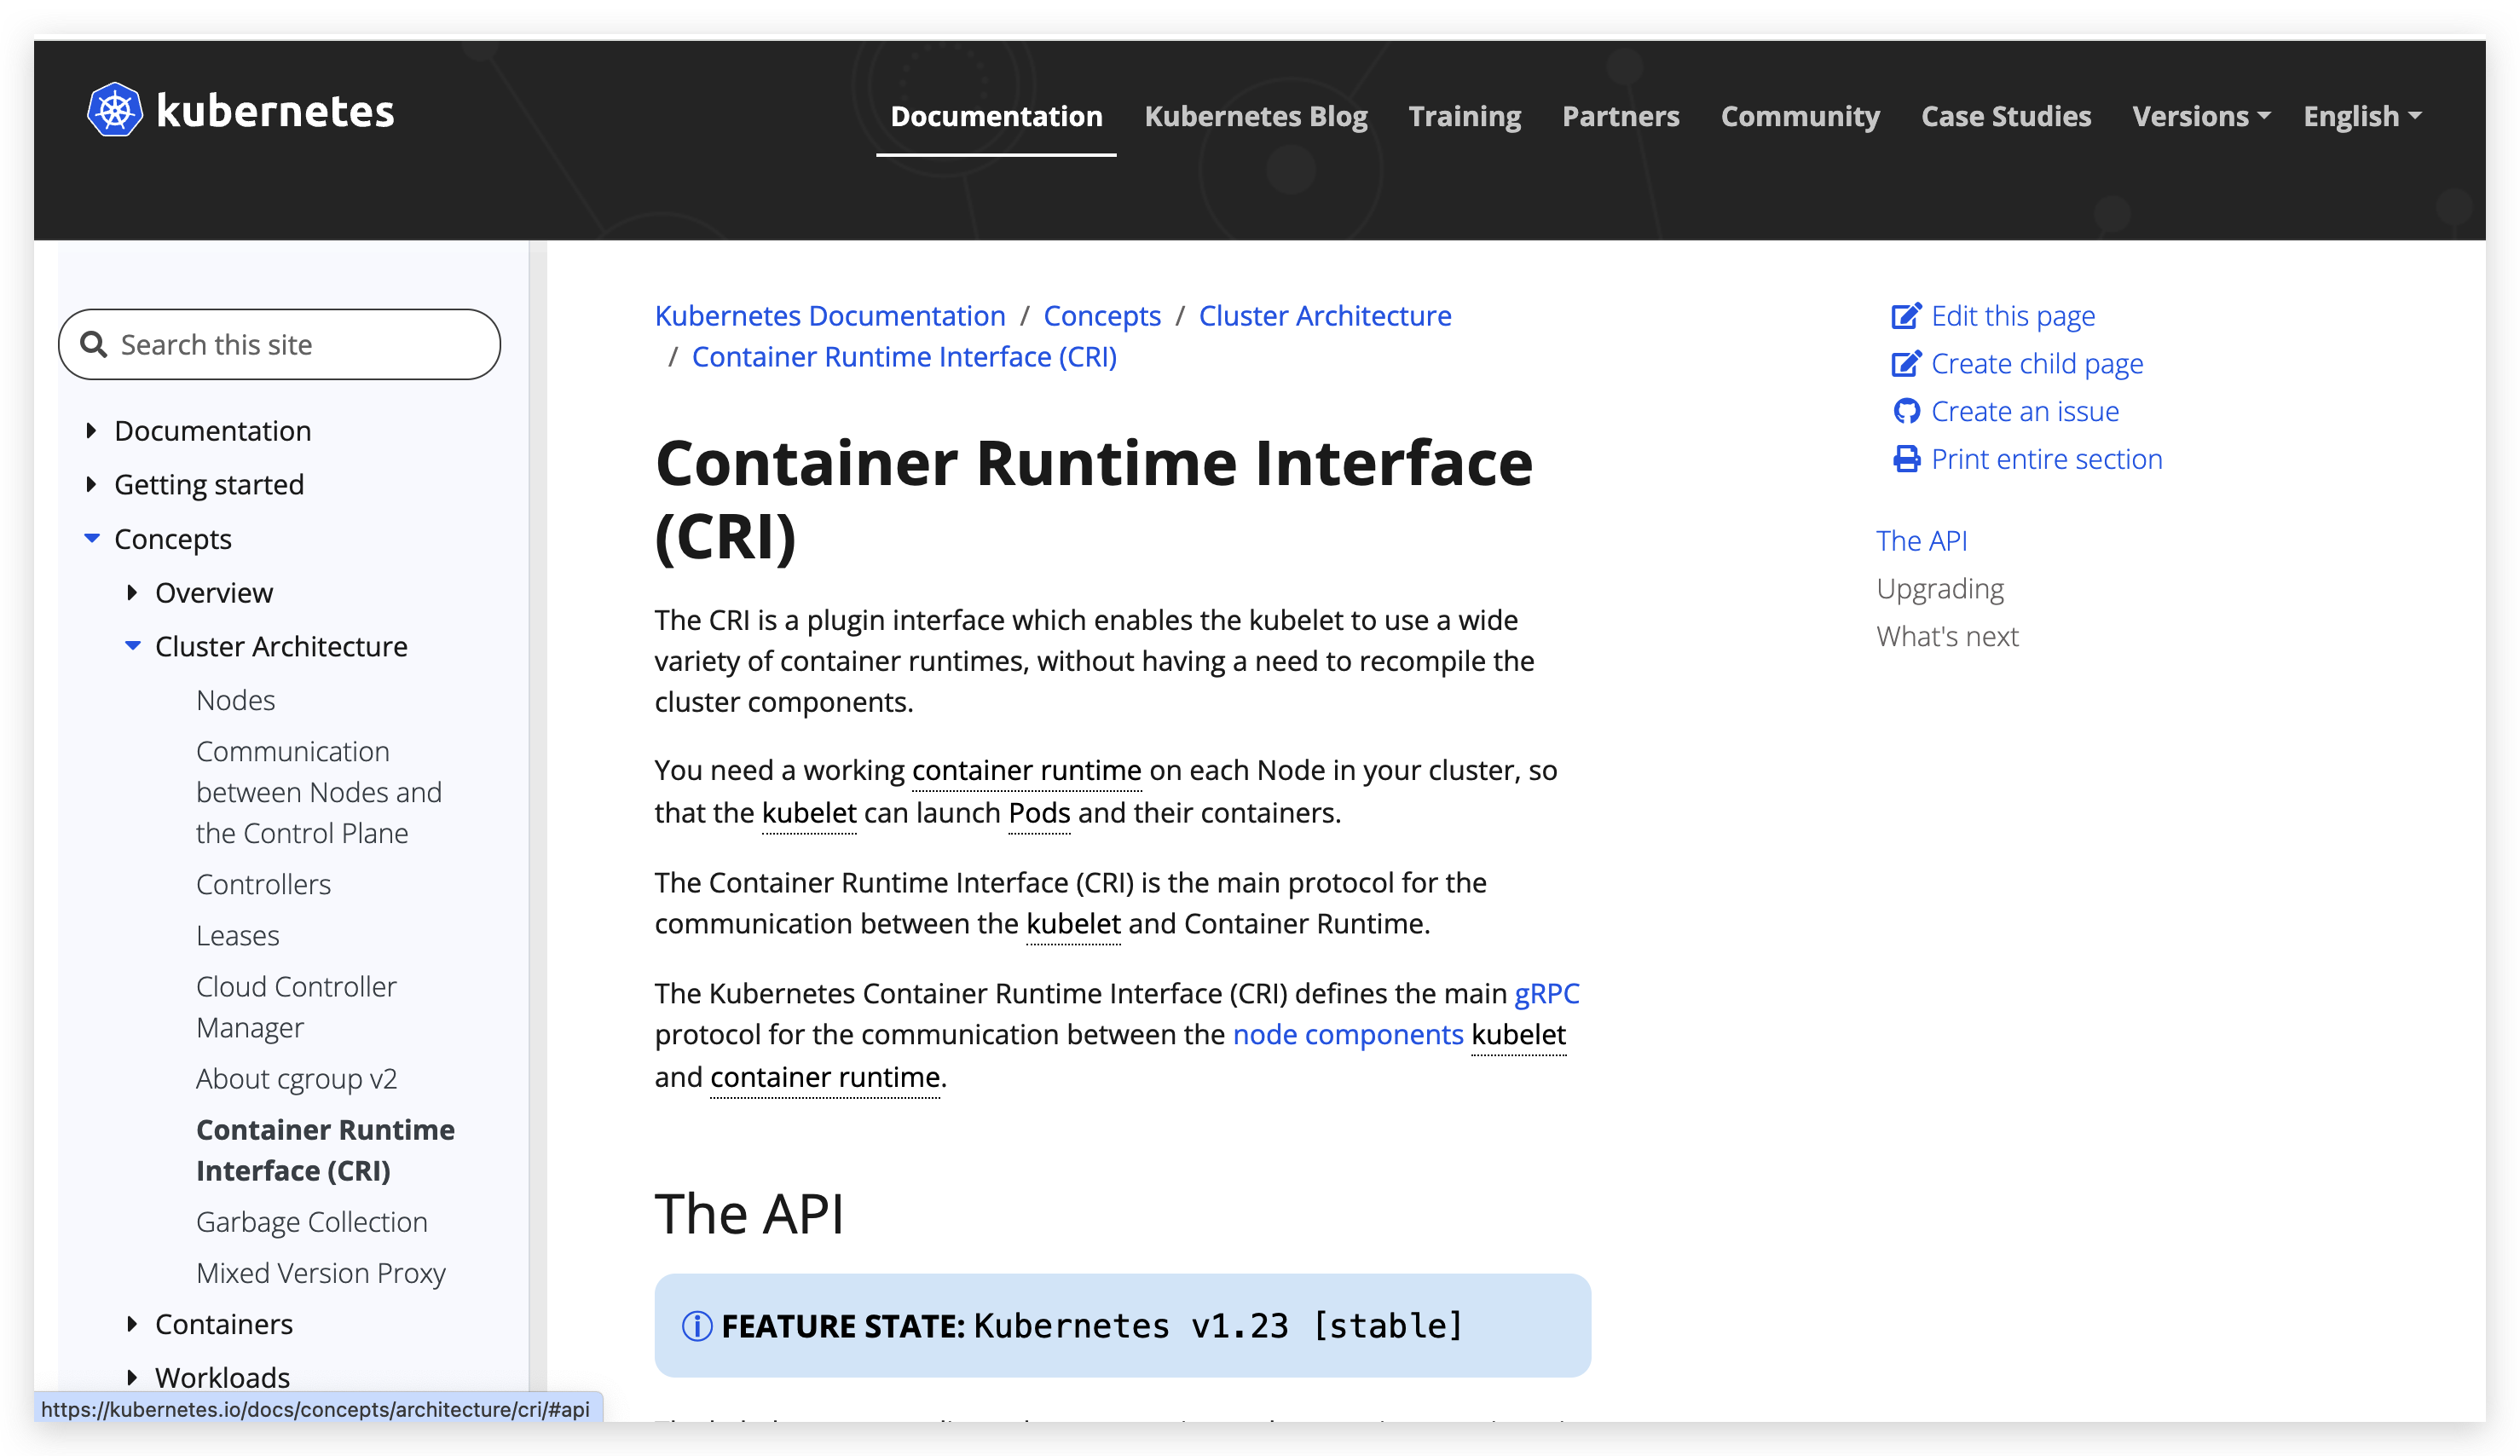 kubernetes
Documentation
Kubernetes Blog
Training
Partners
Community
Case Studies
Versions
English
Search this site
Documentation
Getting started
Concepts
Overview
Cluster Architecture
Nodes
Communication
between Nodes and
the Control Plane
Controllers
Leases
Cloud Controller
Manager
About cgroup v2
Container Runtime
Interface (CRI)
Garbage Collection
Mixed Version Proxy
Containers
Workloads
https://kubernetes.io/docs/concepts/architecture/cri/#api
Kubernetes Documentation / Concepts / Cluster Architecture
/ Container Runtime Interface (CRI)
Container Runtime Interface
(CRI)
The CRI is a plugin interface which enables the kubelet to use a wide
variety of container runtimes, without having a need to recompile the
cluster components.
You need a working container runtime on each Node in your cluster, so
that the kubelet can launch Pods and their containers.
The Container Runtime Interface (CRI) is the main protocol for the
communication between the kubelet and Container Runtime.
The Kubernetes Container Runtime Interface (CRI) defines the main gRPC
protocol for the communication between the node components kubelet
and container runtime.
The API
FEATURE STATE: Kubernetes v1.23 [stable]
Edit this page
Create child page
Create an issue
Print entire section
The API
Upgrading
What's next